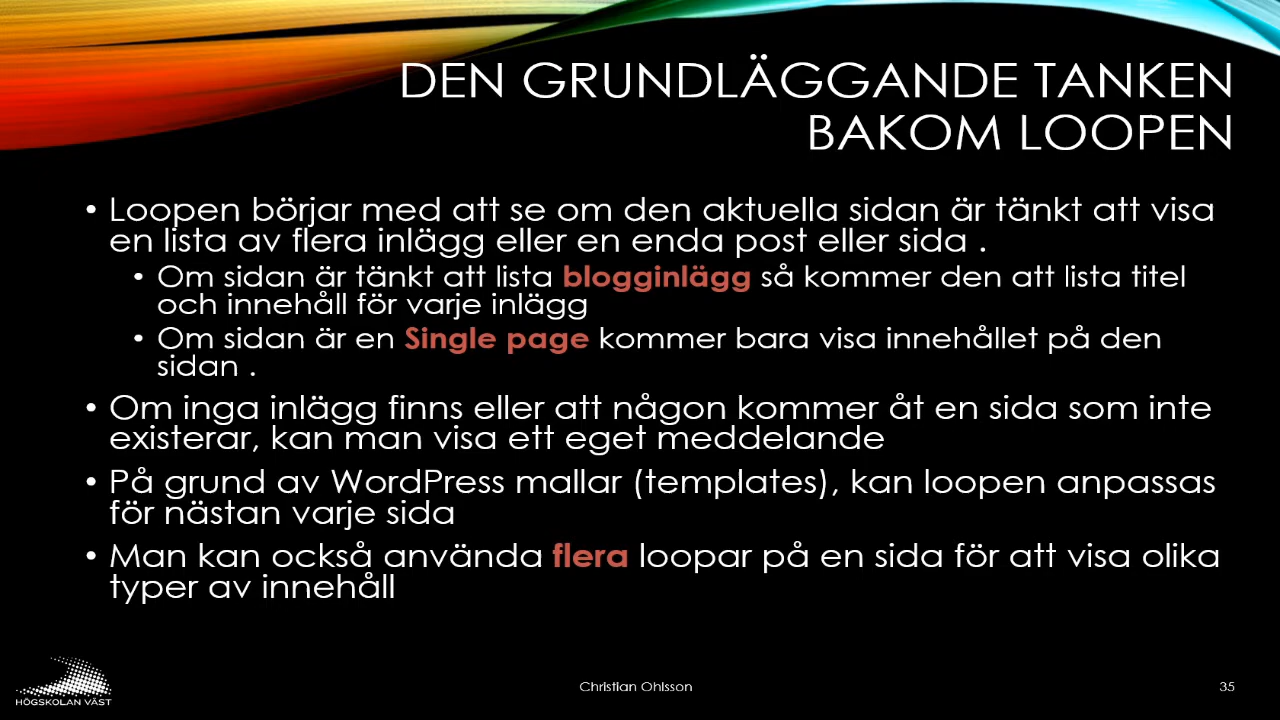 DEN GRUNDLÄGGANDE TANKEN
BAKOM LOOPEN
• Loopen börjar med att se om den aktuella sidan är tänkt att visa
en lista av flera inlägg eller en enda post eller sida .
• Om sidan är tänkt att lista blogginlägg så kommer den att lista titel
och innehåll för varje inlägg
• Om sidan är en Single page kommer bara visa innehållet på den
sidan .
• Om inga inlägg finns eller att någon kommer åt en sida som inte
existerar, kan man visa ett eget meddelande
• På grund av WordPress mallar (templates), kan loopen anpassas
för nästan varje sida
• Man kan också använda flera loopar på en sida för att visa olika
typer av innehåll
HÖGSKOLAN VÄST
Christian Ohlsson
35